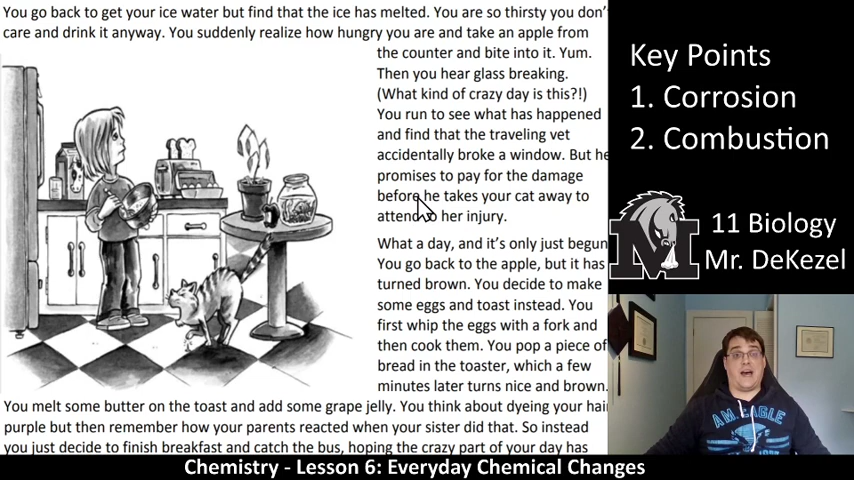 You go back to get your ice water but find that the ice has melted. You are so thirsty you don't
care and drink it anyway. You suddenly realize how hungry you are and take an apple from
the counter and bite into it. Yum.
Then you hear glass breaking.
(What kind of crazy day is this?!)
You run to see what has happened
and find that the traveling vet
accidentally broke a window. But he
promises to pay for the damage
before he takes your cat away to
attend to her injury.
What a day, and it's only just begun
You go back to the apple, but it has
turned brown. You decide to make
some eggs and toast instead. You
first whip the eggs with a fork and
then cook them. You pop a piece of
bread in the toaster, which a few
minutes later turns nice and brown.
You melt some butter on the toast and add some grape jelly. You think about dyeing your hair
purple but then remember how your parents reacted when your sister did that. So instead
you just decide to finish breakfast and catch the bus, hoping the crazy part of your day has
Key Points
1. Corrosion
2. Combustion
M
11 Biology
Mr. DeKezel
AM. EAGLE
Chemistry - Lesson 6: Everyday Chemical Changes